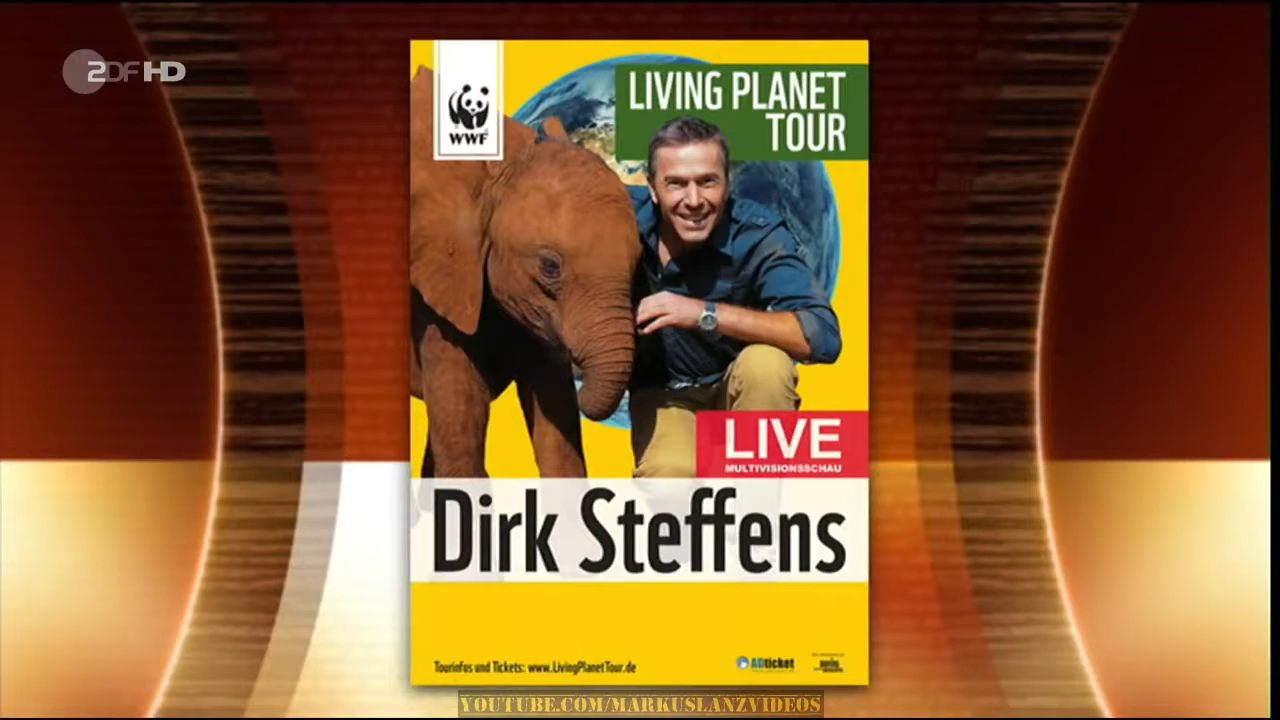 ZDF HD
WWF
LIVING PLANET
TOUR
LIVE
MULTIVISIONSSCHAU
Dirk Steffens
Tourinfos und Tickets: www.LivingPlanetTour.de
ADticket
YOUTUBE.COM/MARKUSLANZVIDEOS